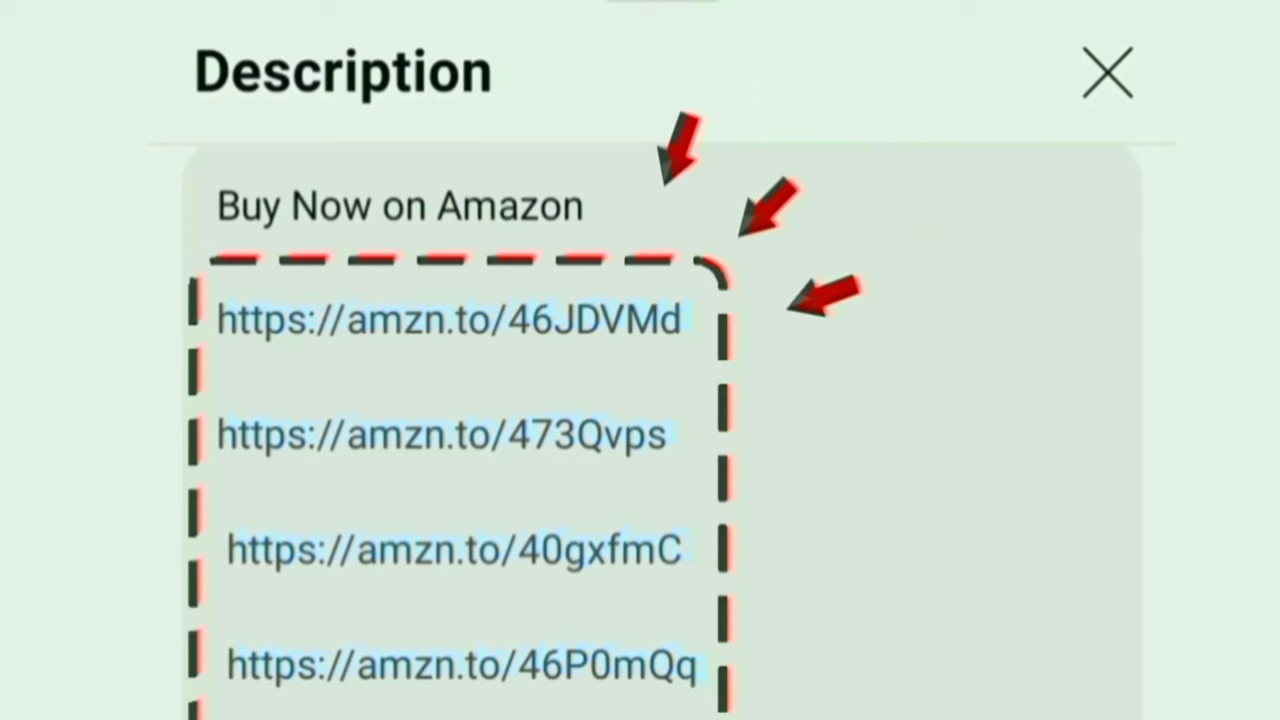 Description
Buy Now on Amazon
https://amzn.to/46JDVMd
https://amzn.to/473Qvps
https://amzn.to/40gxfmC
https://amzn.to/46P0mQq